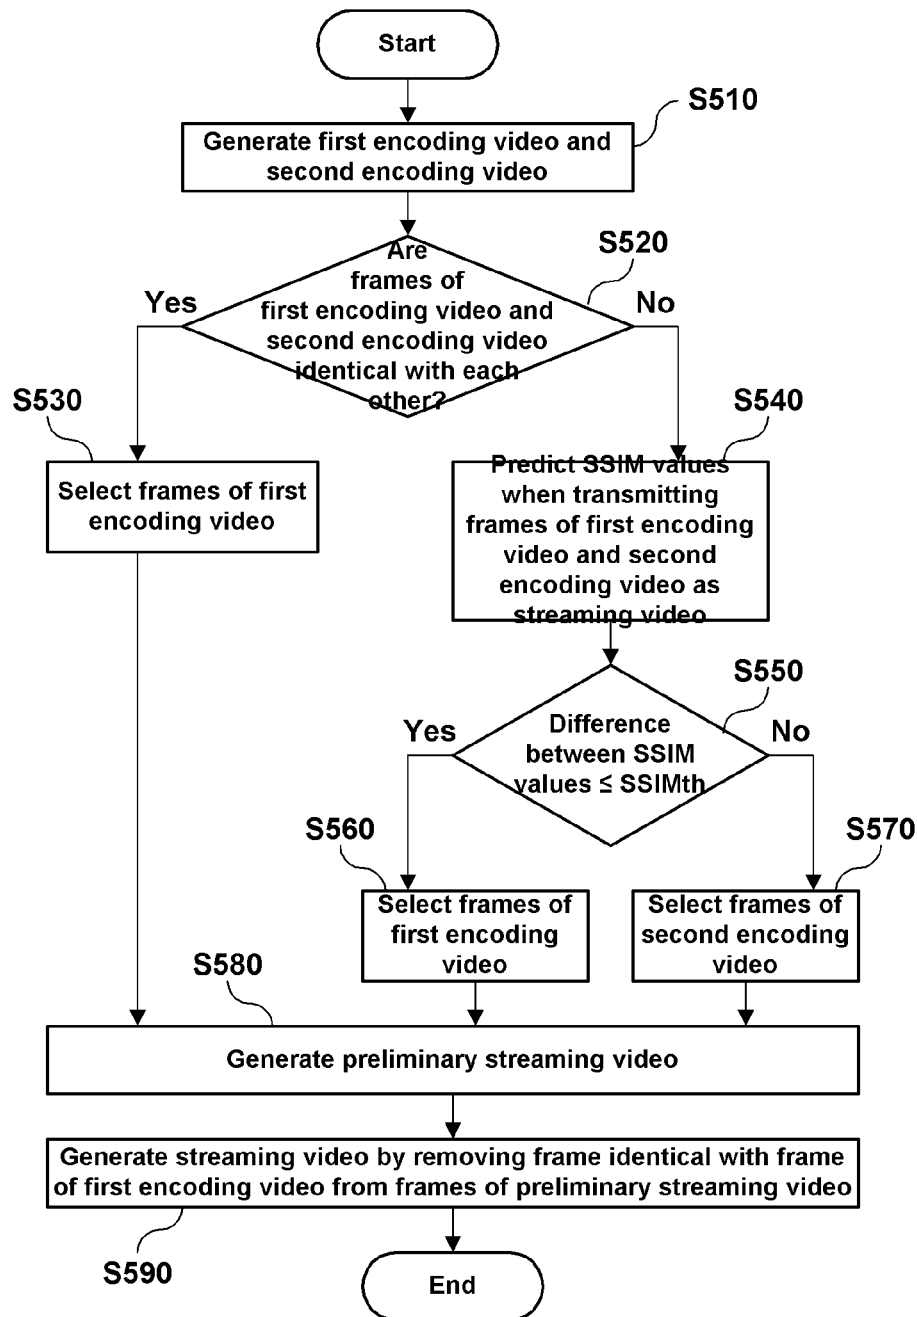 Start
S510
Generate first encoding video and
second encoding video
S520
Are
frames of
first encoding video and
second encoding video
identical with each
other?
Yes
No
S530
S540
Select frames of first
encoding video
Predict SSIM values
when transmitting
frames of first encoding
video and second
encoding video as
streaming video
S550
Yes
No
Difference
between SSIM
values ≤ SSIMth
S560
S570
Select frames of
first encoding
video
Select frames of
second encoding
video
S580
Generate preliminary streaming video
Generate streaming video by removing frame identical with frame
of first encoding video from frames of preliminary streaming video
S590
End